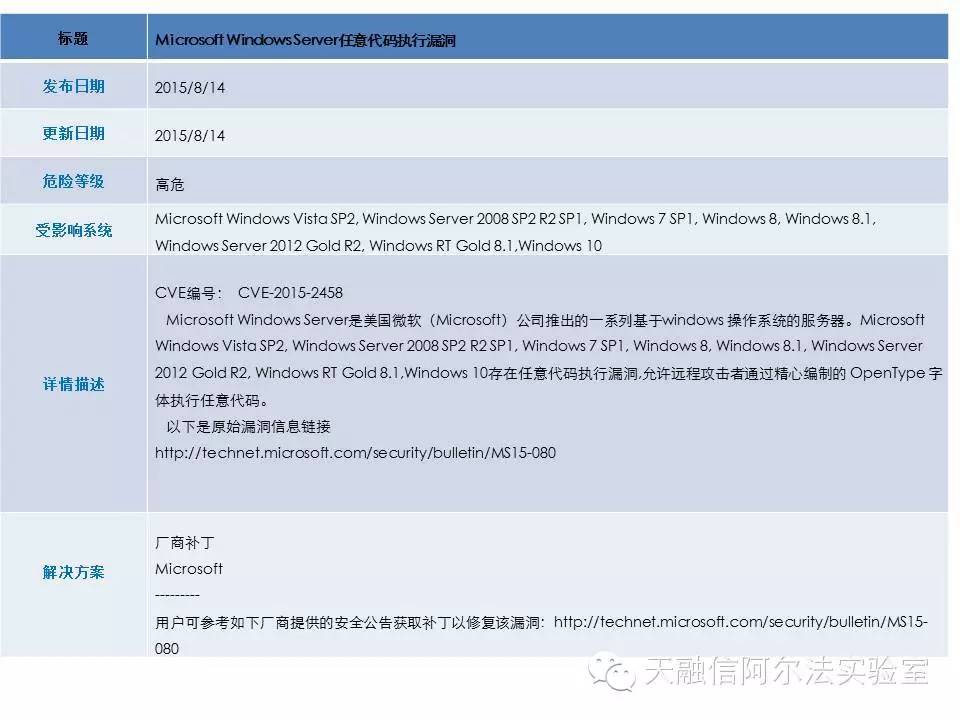 标题
Microsoft Windows Server任意代码执行漏洞
发布日期
2015/8/14
更新日期
2015/8/14
危险等级
高危
受影响系统
Microsoft Windows Vista SP2, Windows Server 2008 SP2 R2 SP1, Windows 7 SP1, Windows 8, Windows 8.1,
Windows Server 2012 Gold R2, Windows RT Gold 8.1,Windows 10
详情描述
CVE编号： CVE-2015-2458
Microsoft Windows Server是美国微软（Microsoft）公司推出的一系列基于windows 操作系统的服务器。Microsoft
Windows Vista SP2, Windows Server 2008 SP2 R2 SP1, Windows 7 SP1, Windows 8, Windows 8.1, Windows Server
2012 Gold R2, Windows RT Gold 8.1,Windows 10存在任意代码执行漏洞,允许远程攻击者通过精心编制的 OpenType 字
体执行任意代码。
以下是原始漏洞信息链接
http://technet.microsoft.com/security/bulletin/MS15-080
解决方案
厂商补丁
Microsoft
---------
用户可参考如下厂商提供的安全公告获取补丁以修复该漏洞：http://technet.microsoft.com/security/bulletin/MS15-
080
天融信阿尔法实验室